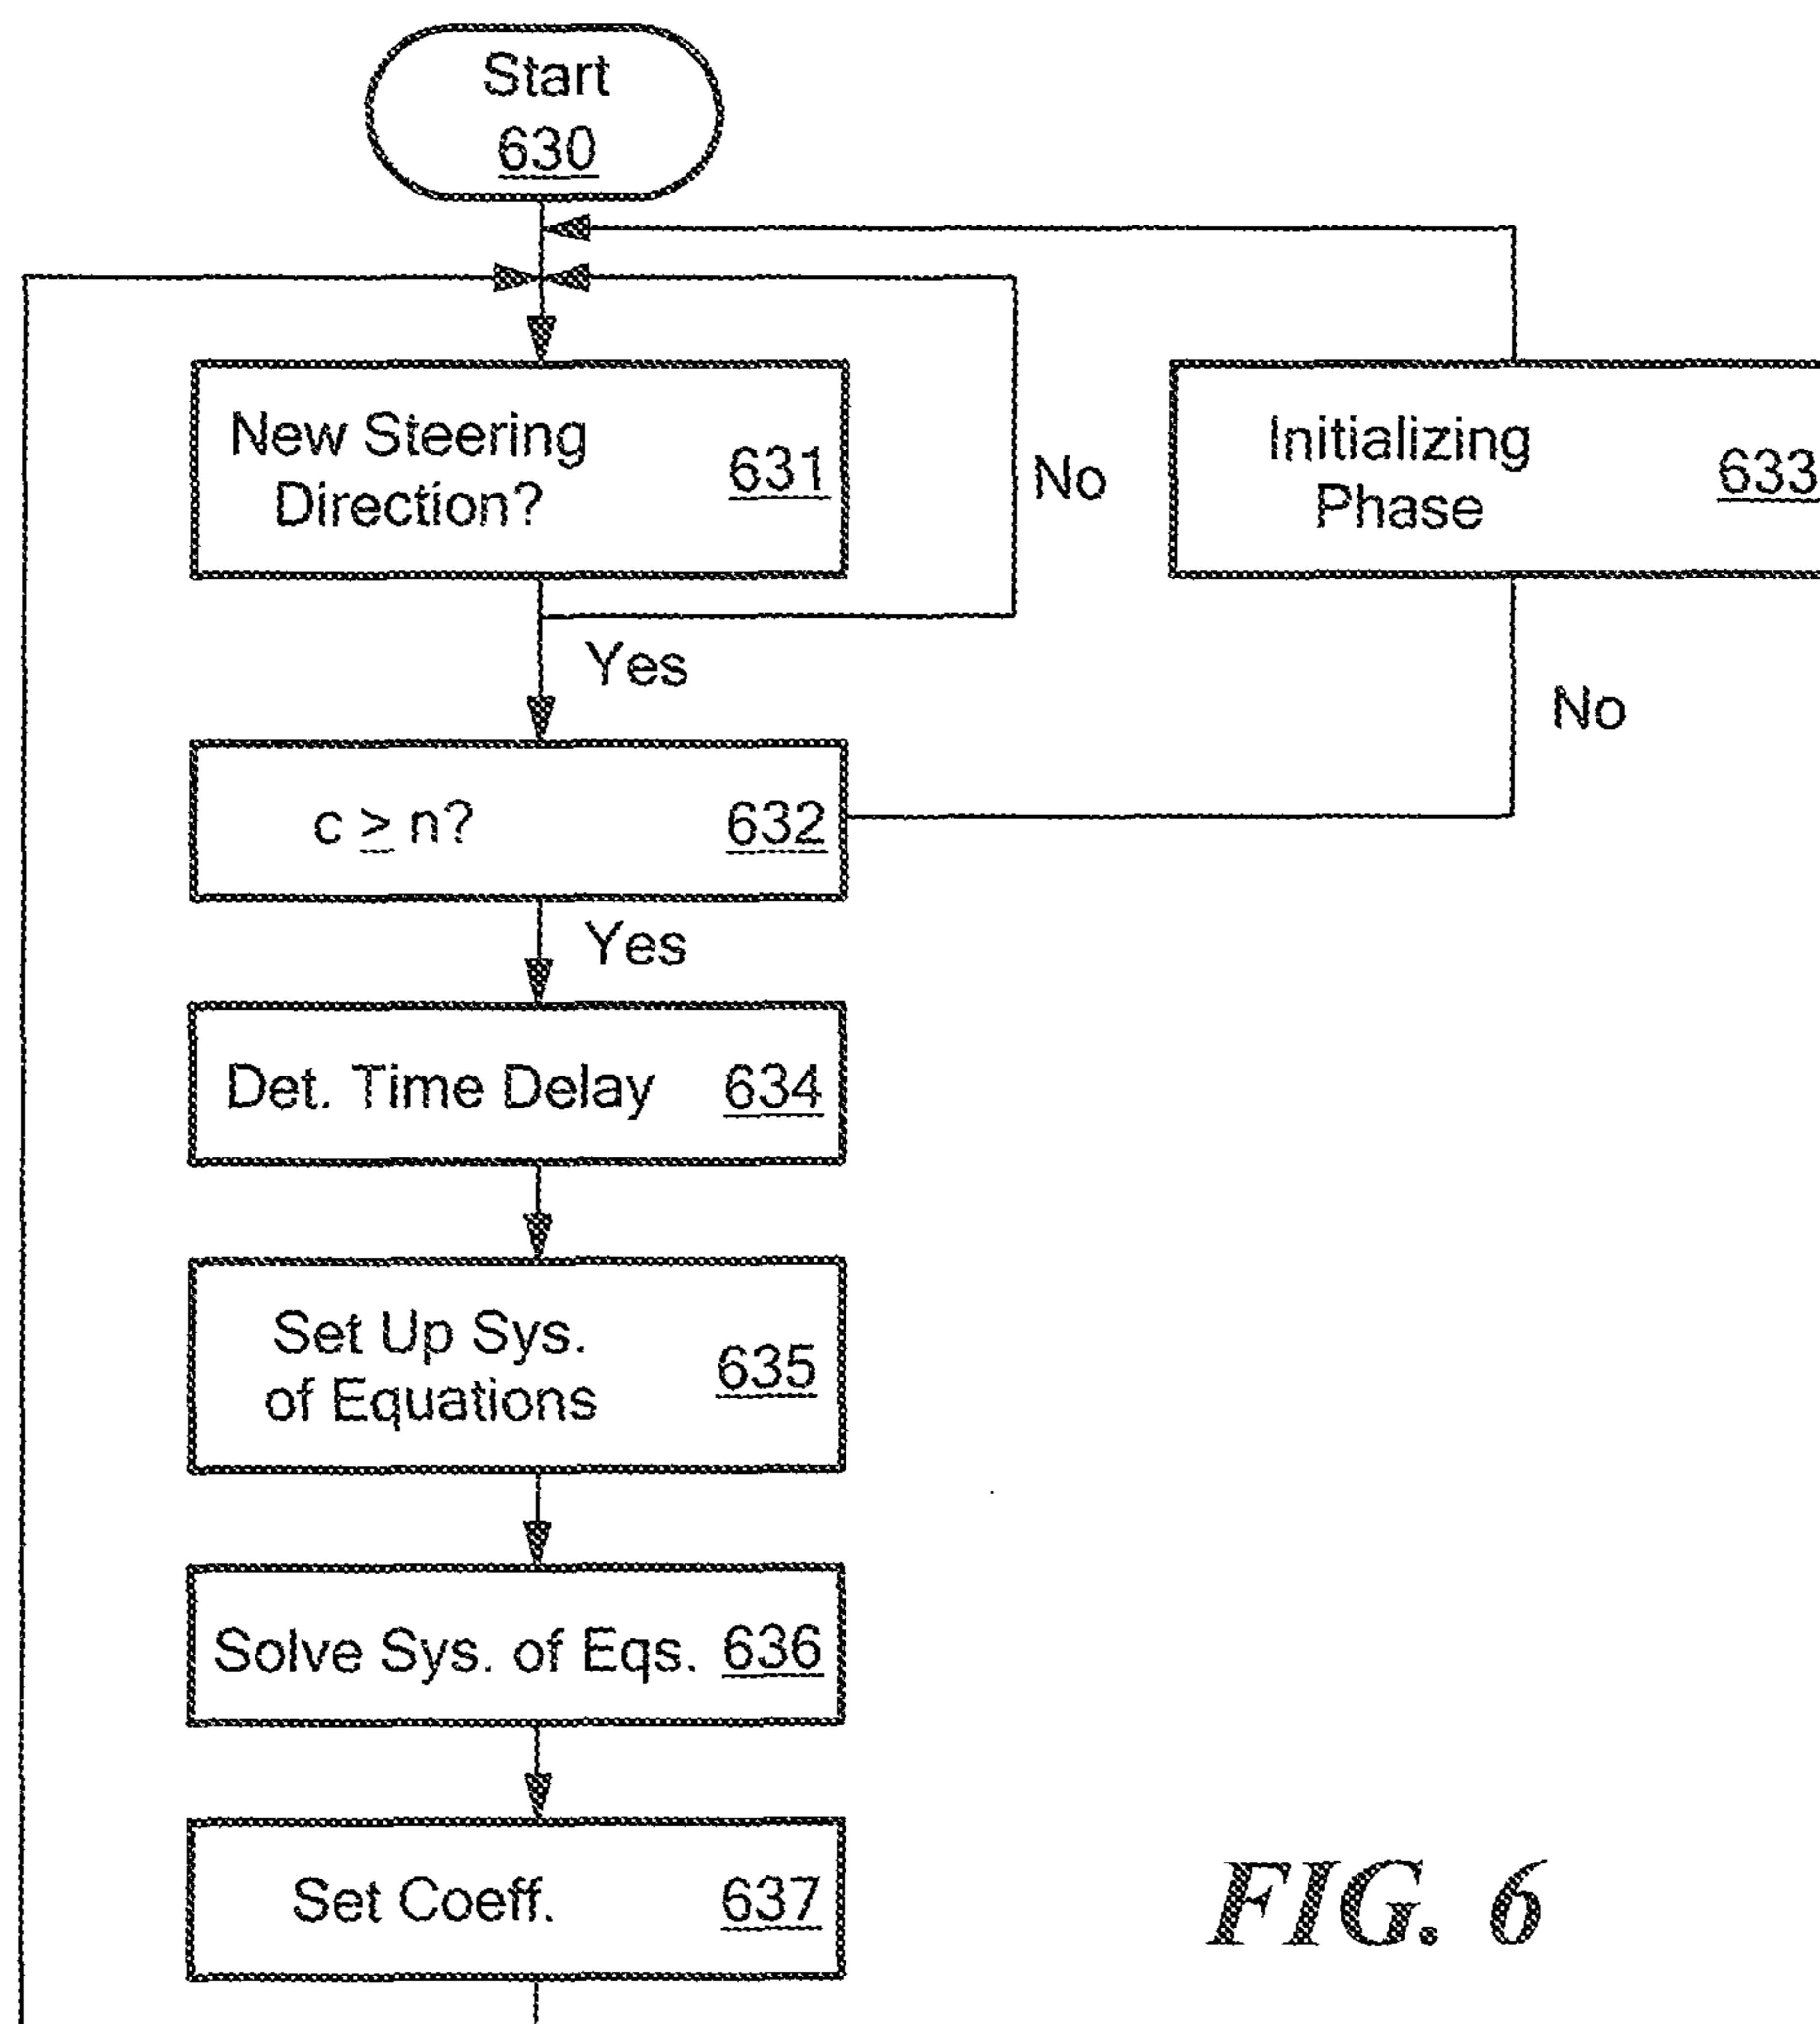 Start
630
New Steering
Direction?
631
No
Initializing
Phase
633
Yes
No
c ≥ n?
632
Yes
Det. Time Delay 634
Set Up Sys.
of Equations
635
Solve Sys. of Eqs. 636
Set Coeff. 637
FIG. 6